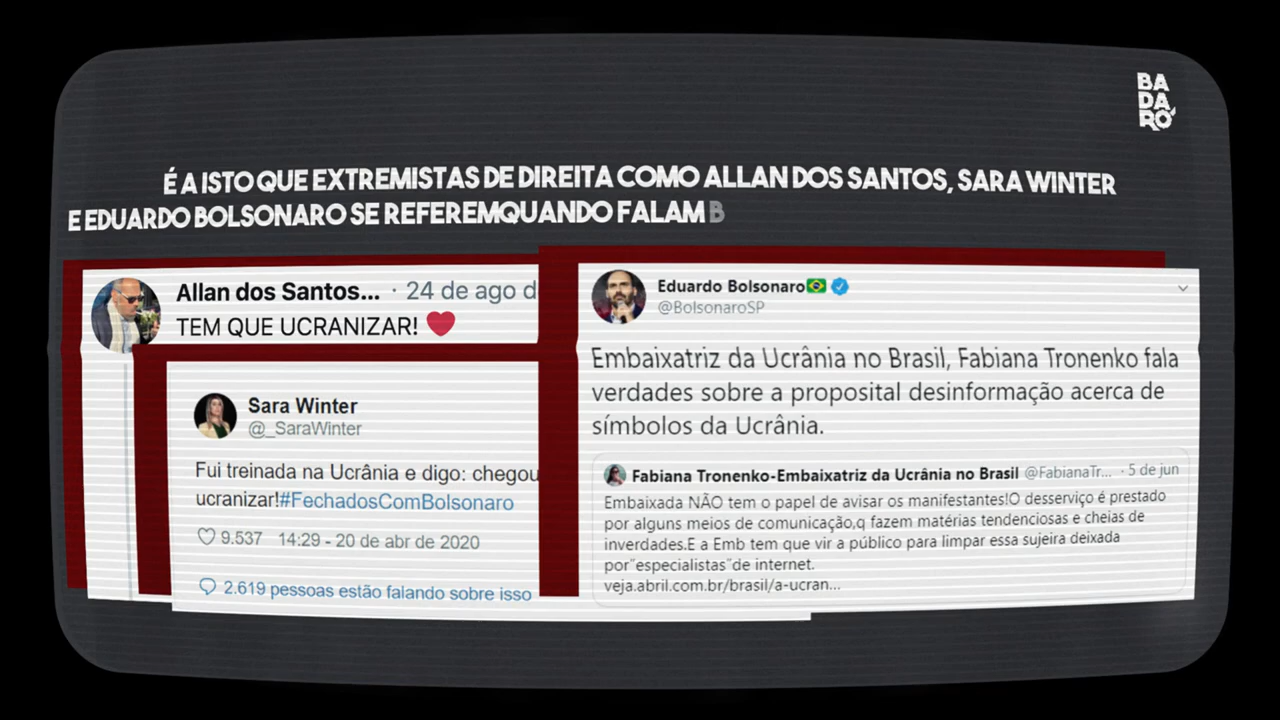 BA
DA
RÓ
É A ISTO QUE EXTREMISTAS DE DIREITA COMO ALLAN DOS SANTOS, SARA WINTER
E EDUARDO BOLSONARO SE REFEREMQUANDO FALAM B
Allan dos Santos... · 24 de ago d
TEM QUE UCRANIZAR!
Sara Winter
@_SaraWinter
Fui treinada na Ucrânia e digo: chegou
ucranizar!#FechadosComBolsonaro
9.537 14:29 - 20 de abr de 2020
2.619 pessoas estão falando sobre isso
Eduardo Bolsonaro
@BolsonaroSP
Embaixatriz da Ucrânia no Brasil, Fabiana Tronenko fala
verdades sobre a proposital desinformação acerca de
símbolos da Ucrânia.
Fabiana Tronenko-Embaixatriz da Ucrânia no Brasil @FabianaTr... · 5 de jun
Embaixada NÃO tem o papel de avisar os manifestantes!O desserviço é prestado
por alguns meios de comunicação,q fazem matérias tendenciosas e cheias de
inverdades.E a Emb tem que vir a público para limpar essa sujeira deixada
por"especialistas"de internet.
veja.abril.com.br/brasil/a-ucran...